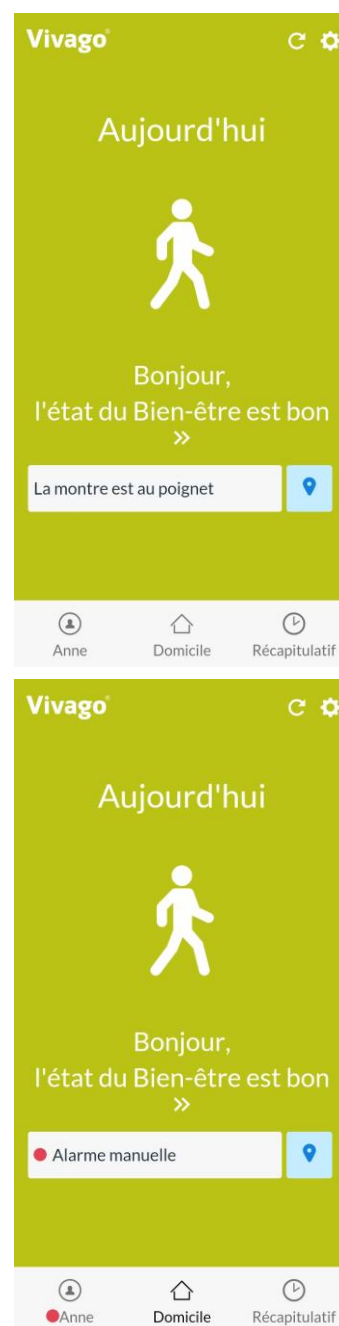 Vivago®
Aujourd'hui
Bonjour,
l'état du Bien-être est bon
»
La montre est au poignet
Anne Domicile Récapitulatif
Vivago®
Aujourd'hui
Bonjour,
l'état du Bien-être est bon
»
Alarme manuelle
Anne Domicile Récapitulatif